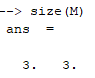 --> size(M)
ans  =
3.   3.